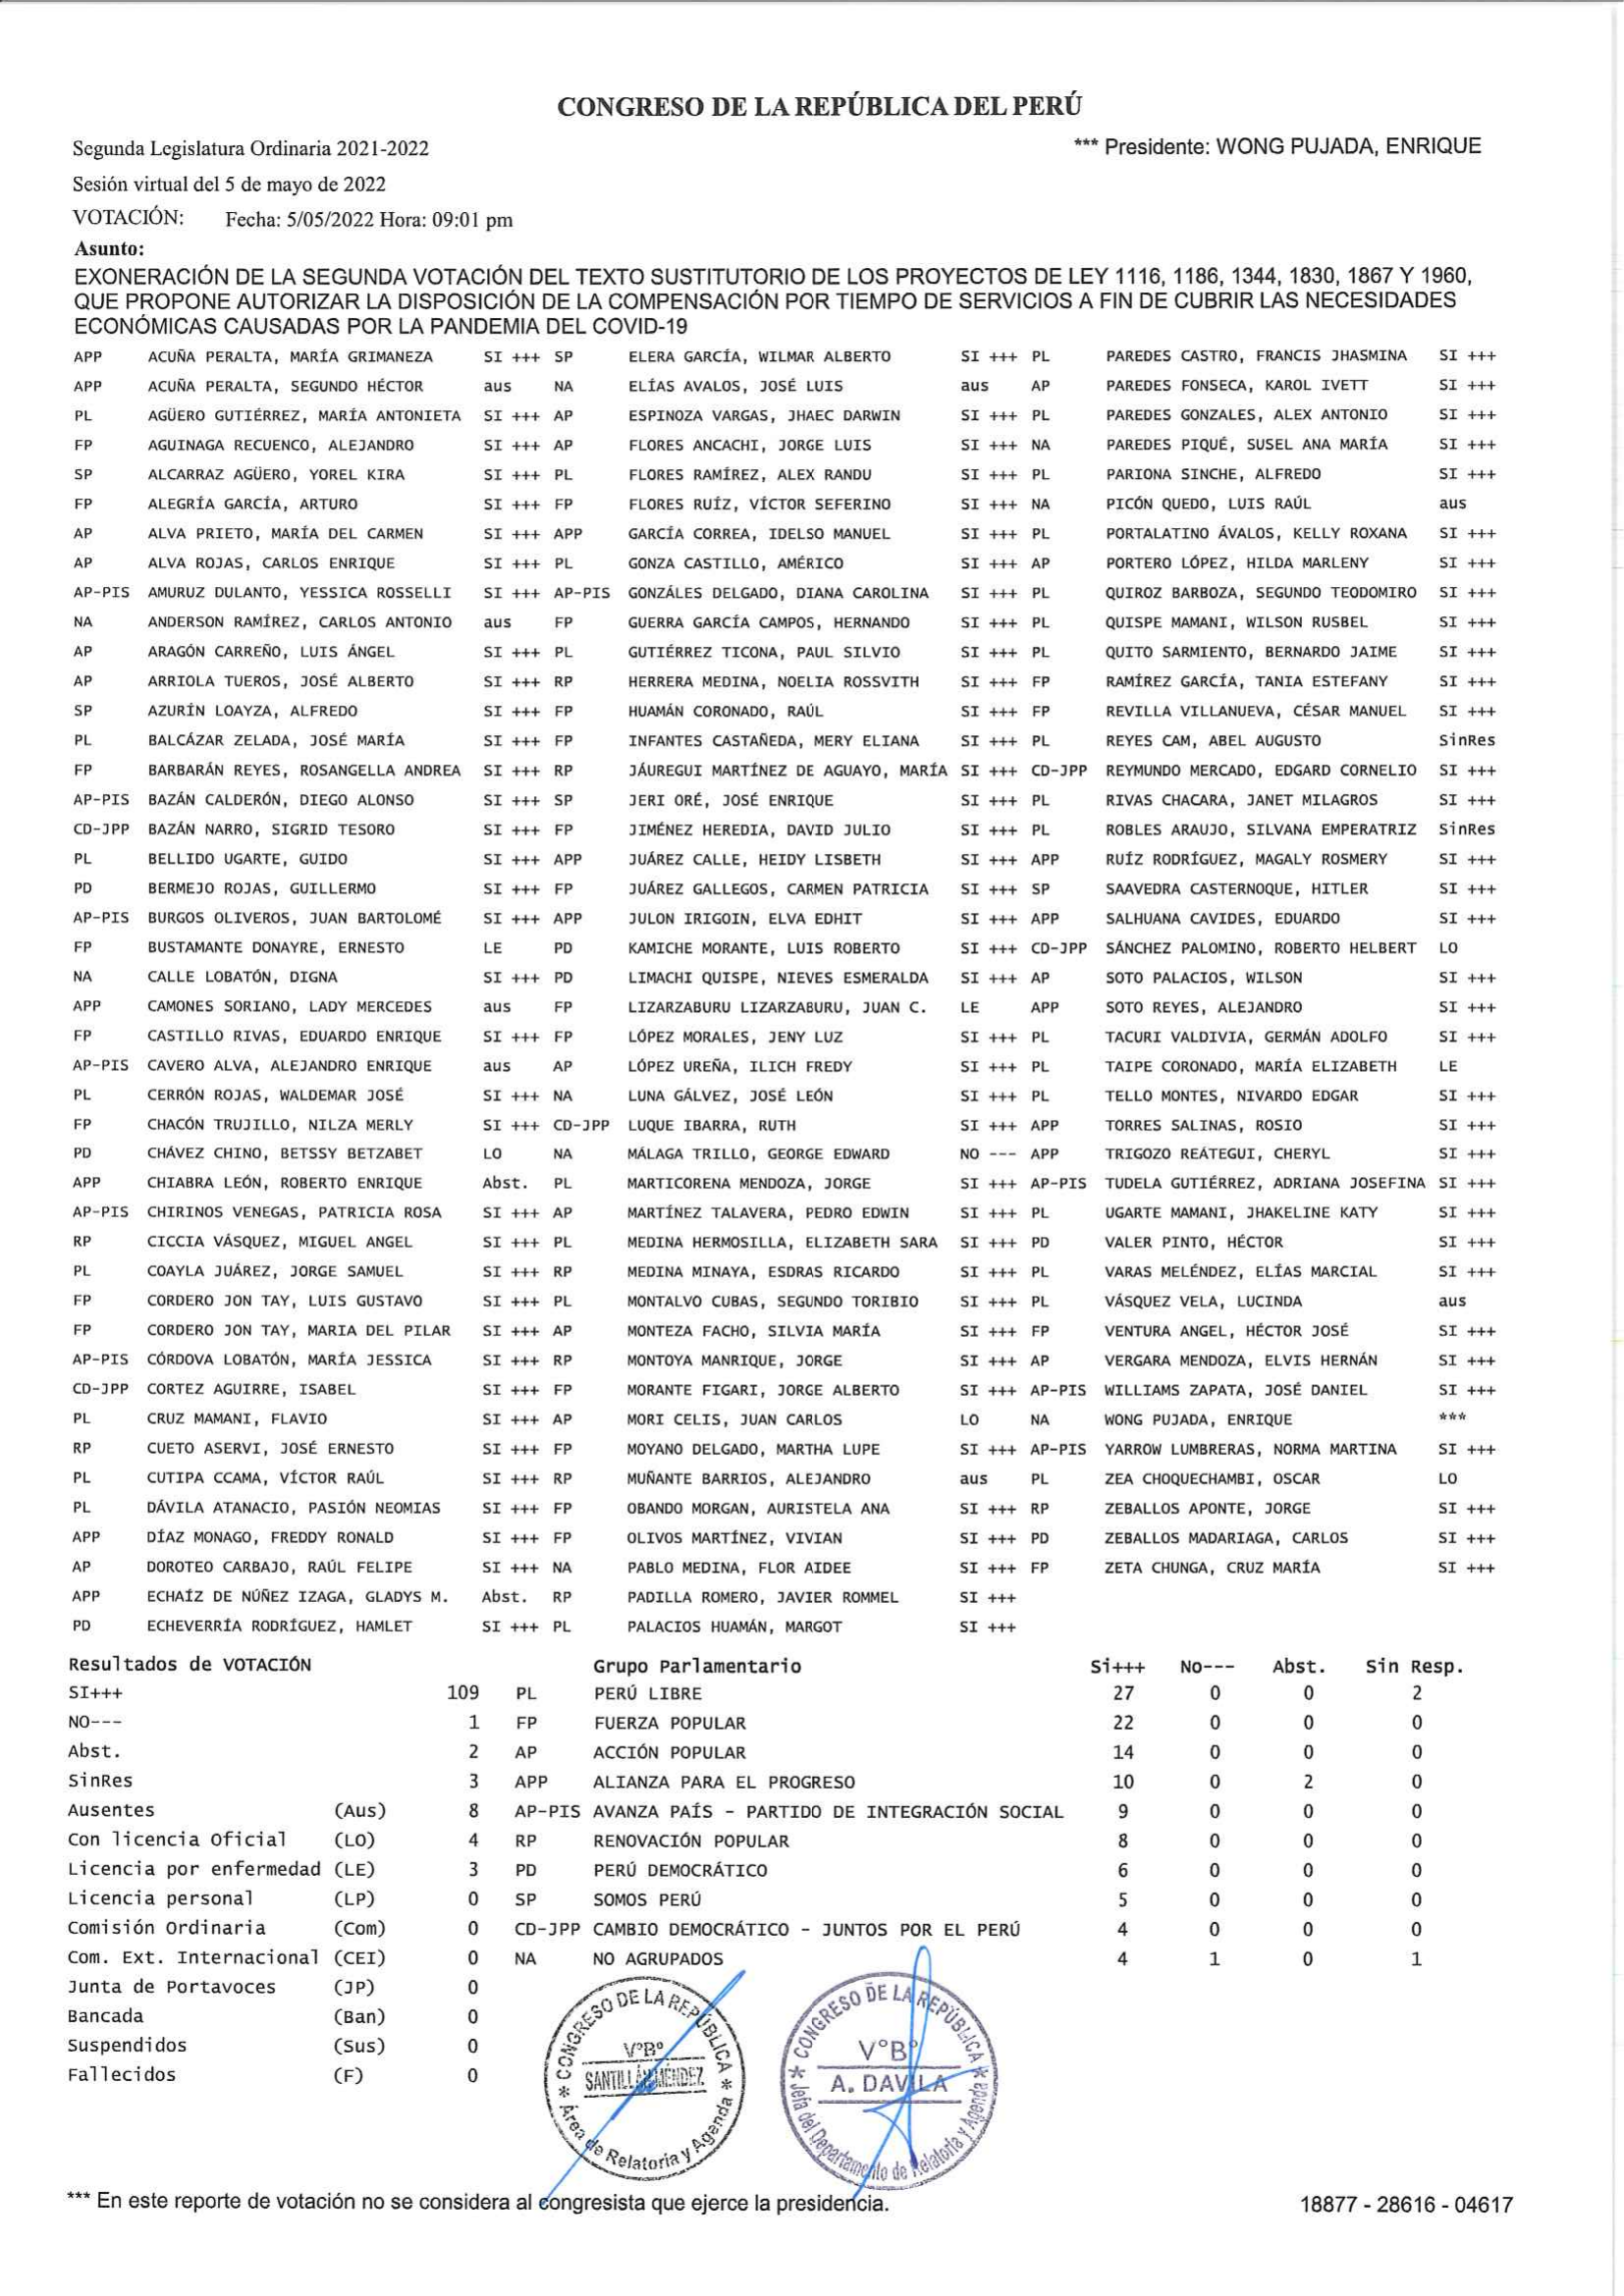 CONGRESO DE LA REPÚBLICA DEL PERÚ
Segunda Legislatura Ordinaria 2021-2022 *** Presidente: WONG PUJADA, ENRIQUE
Sesión virtual del 5 de mayo de 2022
VOTACIÓN: Fecha: 5/05/2022 Hora: 09:01 pm
Asunto:
EXONERACIÓN DE LA SEGUNDA VOTACIÓN DEL TEXTO SUSTITUTORIO DE LOS PROYECTOS DE LEY 1116, 1186, 1344, 1830, 1867 Y 1960,
QUE PROPONE AUTORIZAR LA DISPOSICIÓN DE LA COMPENSACIÓN POR TIEMPO DE SERVICIOS A FIN DE CUBRIR LAS NECESIDADES
ECONÓMICAS CAUSADAS POR LA PANDEMIA DEL COVID-19
APP ACUÑA PERALTA, MARÍA GRIMANEZA SI +++ SP ELERA GARCÍA, WILMAR ALBERTO SI +++ PL PAREDES CASTRO, FRANCIS JHASMINA SI +++
APP ACUÑA PERALTA, SEGUNDO HÉCTOR aus NA ELÍAS AVALOS, JOSÉ LUIS aus AP PAREDES FONSECA, KAROL IVETT SI +++
PL AGÜERO GUTIÉRREZ, MARÍA ANTONIETA SI +++ AP ESPINOZA VARGAS, JHAEC DARWIN SI +++ PL PAREDES GONZALES, ALEX ANTONIO SI +++
FP AGUINAGA RECUENCO, ALEJANDRO SI +++ AP FLORES ANCACHI, JORGE LUIS SI +++ NA PAREDES PIQUÉ, SUSEL ANA MARÍA SI +++
SP ALCARRAZ AGÜERO, YOREL KIRA SI +++ PL FLORES RAMÍREZ, ALEX RANDU SI +++ PL PARIONA SINCHE, ALFREDO SI +++
FP ALEGRÍA GARCÍA, ARTURO SI +++ FP FLORES RUÍZ, VÍCTOR SEFERINO SI +++ NA PICÓN QUEDO, LUIS RAÚL aus
AP ALVA PRIETO, MARÍA DEL CARMEN SI +++ APP GARCÍA CORREA, IDELSO MANUEL SI +++ PL PORTALATINO ÁVALOS, KELLY ROXANA SI +++
AP ALVA ROJAS, CARLOS ENRIQUE SI +++ PL GONZA CASTILLO, AMÉRICO SI +++ AP PORTERO LÓPEZ, HILDA MARLENY SI +++
AP-PIS AMURUZ DULANTO, YESSICA ROSSELLI SI +++ AP-PIS GONZÁLES DELGADO, DIANA CAROLINA SI +++ PL QUIROZ BARBOZA, SEGUNDO TEODOMIRO SI +++
NA ANDERSON RAMÍREZ, CARLOS ANTONIO aus FP GUERRA GARCÍA CAMPOS, HERNANDO SI +++ PL QUISPE MAMANI, WILSON RUSBEL SI +++
AP ARAGÓN CARREÑO, LUIS ÁNGEL SI +++ PL GUTIÉRREZ TICONA, PAUL SILVIO SI +++ PL QUITO SARMIENTO, BERNARDO JAIME SI +++
AP ARRIOLA TUEROS, JOSÉ ALBERTO SI +++ RP HERRERA MEDINA, NOELIA ROSSVITH SI +++ FP RAMÍREZ GARCÍA, TANIA ESTEFANY SI +++
SP AZURÍN LOAYZA, ALFREDO SI +++ FP HUAMÁN CORONADO, RAÚL SI +++ FP REVILLA VILLANUEVA, CÉSAR MANUEL SI +++
PL BALCÁZAR ZELADA, JOSÉ MARÍA SI +++ FP INFANTES CASTAÑEDA, MERY ELIANA SI +++ PL REYES CAM, ABEL AUGUSTO SinRes
FP BARBARÁN REYES, ROSANGELLA ANDREA SI +++ RP JÁUREGUI MARTÍNEZ DE AGUAYO, MARÍA SI +++ CD-JPP REYMUNDO MERCADO, EDGARD CORNELIO SI +++
AP-PIS BAZÁN CALDERÓN, DIEGO ALONSO SI +++ SP JERI ORÉ, JOSÉ ENRIQUE SI +++ PL RIVAS CHACARA, JANET MILAGROS SI +++
CD-JPP BAZÁN NARRO, SIGRID TESORO SI +++ FP JIMÉNEZ HEREDIA, DAVID JULIO SI +++ PL ROBLES ARAUJO, SILVANA EMPERATRIZ SinRes
PL BELLIDO UGARTE, GUIDO SI +++ APP JUÁREZ CALLE, HEIDY LISBETH SI +++ APP RUÍZ RODRÍGUEZ, MAGALY ROSMERY SI +++
PD BERMEJO ROJAS, GUILLERMO SI +++ FP JUÁREZ GALLEGOS, CARMEN PATRICIA SI +++ SP SAAVEDRA CASTERNOQUE, HITLER SI +++
AP-PIS BURGOS OLIVEROS, JUAN BARTOLOMÉ SI +++ APP JULON IRIGOIN, ELVA EDHIT SI +++ APP SALHUANA CAVIDES, EDUARDO SI +++
FP BUSTAMANTE DONAYRE, ERNESTO LE PD KAMICHE MORANTE, LUIS ROBERTO SI +++ CD-JPP SÁNCHEZ PALOMINO, ROBERTO HELBERT LO
NA CALLE LOBATÓN, DIGNA SI +++ PD LIMACHI QUISPE, NIEVES ESMERALDA SI +++ AP SOTO PALACIOS, WILSON SI +++
APP CAMONES SORIANO, LADY MERCEDES aus FP LIZARZABURU LIZARZABURU, JUAN C. LE APP SOTO REYES, ALEJANDRO SI +++
FP CASTILLO RIVAS, EDUARDO ENRIQUE SI +++ FP LÓPEZ MORALES, JENY LUZ SI +++ PL TACURI VALDIVIA, GERMÁN ADOLFO SI +++
AP-PIS CAVERO ALVA, ALEJANDRO ENRIQUE aus AP LÓPEZ UREÑA, ILICH FREDY SI +++ PL TAIPE CORONADO, MARÍA ELIZABETH LE
PL CERRÓN ROJAS, WALDEMAR JOSÉ SI +++ NA LUNA GÁLVEZ, JOSÉ LEÓN SI +++ PL TELLO MONTES, NIVARDO EDGAR SI +++
FP CHACÓN TRUJILLO, NILZA MERLY SI +++ CD-JPP LUQUE IBARRA, RUTH SI +++ APP TORRES SALINAS, ROSIO SI +++
PD CHÁVEZ CHINO, BETSSY BETZABET LO NA MÁLAGA TRILLO, GEORGE EDWARD NO --- APP TRIGOZO REÁTEGUI, CHERYL SI +++
APP CHIABRA LEÓN, ROBERTO ENRIQUE Abst. PL MARTICORENA MENDOZA, JORGE SI +++ AP-PIS TUDELA GUTIÉRREZ, ADRIANA JOSEFINA SI +++
AP-PIS CHIRINOS VENEGAS, PATRICIA ROSA SI +++ AP MARTÍNEZ TALAVERA, PEDRO EDWIN SI +++ PL UGARTE MAMANI, JHAKELINE KATY SI +++
RP CICCIA VÁSQUEZ, MIGUEL ANGEL SI +++ PL MEDINA HERMOSILLA, ELIZABETH SARA SI +++ PD VALER PINTO, HÉCTOR SI +++
PL COAYLA JUÁREZ, JORGE SAMUEL SI +++ RP MEDINA MINAYA, ESDRAS RICARDO SI +++ PL VARAS MELÉNDEZ, ELÍAS MARCIAL SI +++
FP CORDERO JON TAY, LUIS GUSTAVO SI +++ PL MONTALVO CUBAS, SEGUNDO TORIBIO SI +++ PL VÁSQUEZ VELA, LUCINDA aus
FP CORDERO JON TAY, MARIA DEL PILAR SI +++ AP MONTEZA FACHO, SILVIA MARÍA SI +++ FP VENTURA ANGEL, HÉCTOR JOSÉ SI +++
AP-PIS CÓRDOVA LOBATÓN, MARÍA JESSICA SI +++ RP MONTOYA MANRIQUE, JORGE SI +++ AP VERGARA MENDOZA, ELVIS HERNÁN SI +++
CD-JPP CORTEZ AGUIRRE, ISABEL SI +++ FP MORANTE FIGARI, JORGE ALBERTO SI +++ AP-PIS WILLIAMS ZAPATA, JOSÉ DANIEL SI +++
PL CRUZ MAMANI, FLAVIO SI +++ AP MORI CELIS, JUAN CARLOS LO NA WONG PUJADA, ENRIQUE ***
RP CUETO ASERVI, JOSÉ ERNESTO SI +++ FP MOYANO DELGADO, MARTHA LUPE SI +++ AP-PIS YARROW LUMBRERAS, NORMA MARTINA SI +++
PL CUTIPA CCAMA, VÍCTOR RAÚL SI +++ RP MUÑANTE BARRIOS, ALEJANDRO aus PL ZEA CHOQUECHAMBI, OSCAR LO
PL DÁVILA ATANACIO, PASIÓN NEOMIAS SI +++ FP OBANDO MORGAN, AURISTELA ANA SI +++ RP ZEBALLOS APONTE, JORGE SI +++
APP DÍAZ MONAGO, FREDDY RONALD SI +++ FP OLIVOS MARTÍNEZ, VIVIAN SI +++ PD ZEBALLOS MADARIAGA, CARLOS SI +++
AP DOROTEO CARBAJO, RAÚL FELIPE SI +++ NA PABLO MEDINA, FLOR AIDEE SI +++ FP ZETA CHUNGA, CRUZ MARÍA SI +++
APP ECHAÍZ DE NÚÑEZ IZAGA, GLADYS M. Abst. RP PADILLA ROMERO, JAVIER ROMMEL SI +++
PD ECHEVERRÍA RODRÍGUEZ, HAMLET SI +++ PL PALACIOS HUAMÁN, MARGOT SI +++
Resultados de VOTACIÓN Grupo Parlamentario Si+++ No--- Abst. Sin Resp.
SI+++ 109 PL PERÚ LIBRE 27 0 0 2
NO--- 1 FP FUERZA POPULAR 22 0 0 0
Abst. 2 AP ACCIÓN POPULAR 14 0 0 0
SinRes 3 APP ALIANZA PARA EL PROGRESO 10 0 2 0
Ausentes (Aus) 8 AP-PIS AVANZA PAÍS - PARTIDO DE INTEGRACIÓN SOCIAL 9 0 0 0
Con licencia Oficial (LO) 4 RP RENOVACIÓN POPULAR 8 0 0 0
Licencia por enfermedad (LE) 3 PD PERÚ DEMOCRÁTICO 6 0 0 0
Licencia personal (LP) 0 SP SOMOS PERÚ 5 0 0 0
Comisión Ordinaria (Com) 0 CD-JPP CAMBIO DEMOCRÁTICO - JUNTOS POR EL PERÚ 4 0 0 0
Com. Ext. Internacional (CEI) 0 NA NO AGRUPADOS 4 1 0 1
Junta de Portavoces (JP) 0
Bancada (Ban) 0
Suspendidos (Sus) 0
Fallecidos (F) 0
* CONGRESO DE LA REPÚBLICA *
V°B°
SANTILLÁN MÉNDEZ
Área de Relatoría y Agenda
* CONGRESO DE LA REPÚBLICA *
V°B°
A. DAVILA
Jefa del Departamento de Relatoría y Agenda
*** En este reporte de votación no se considera al congresista que ejerce la presidencia. 18877 - 28616 - 04617